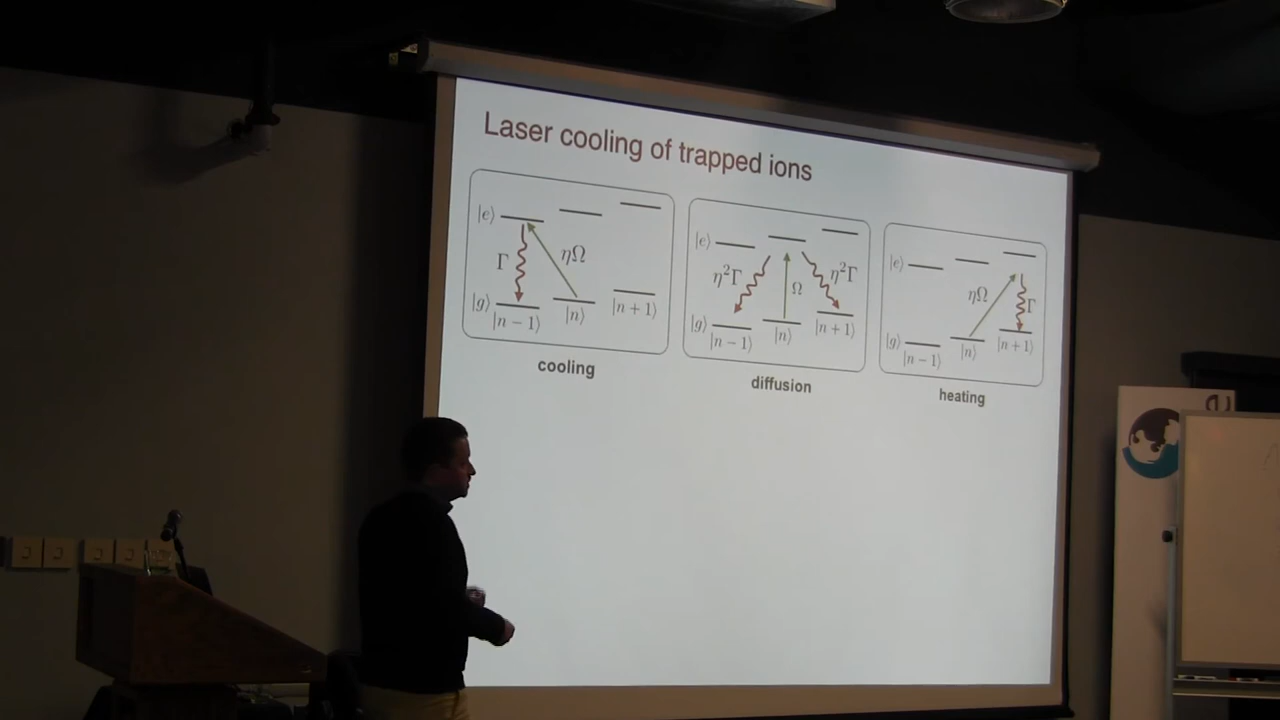 Laser cooling of trapped ions
|e⟩
Γ
ηΩ
|g⟩
|n − 1⟩
|n⟩
|n + 1⟩
cooling
|e⟩
η²Γ
Ω
η²Γ
|g⟩
|n − 1⟩
|n⟩
|n + 1⟩
diffusion
|e⟩
ηΩ
Γ
|g⟩
|n − 1⟩
|n⟩
|n + 1⟩
heating